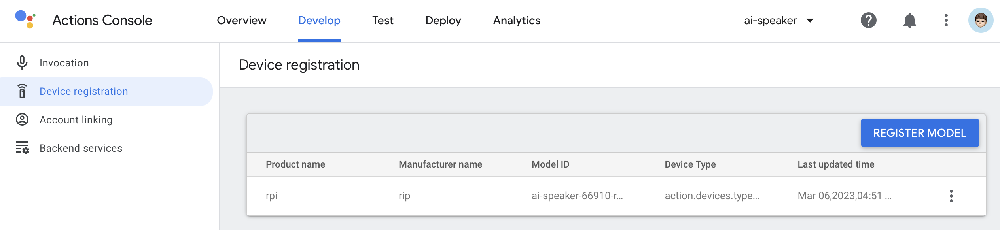 Actions Console
Overview
Develop
Test
Deploy
Analytics
ai-speaker
Invocation
Device registration
Account linking
Backend services
Device registration
REGISTER MODEL
Product name Manufacturer name Model ID Device Type Last updated time
rpi rip ai-speaker-66910-r... action.devices.type... Mar 06,2023,04:51 ...